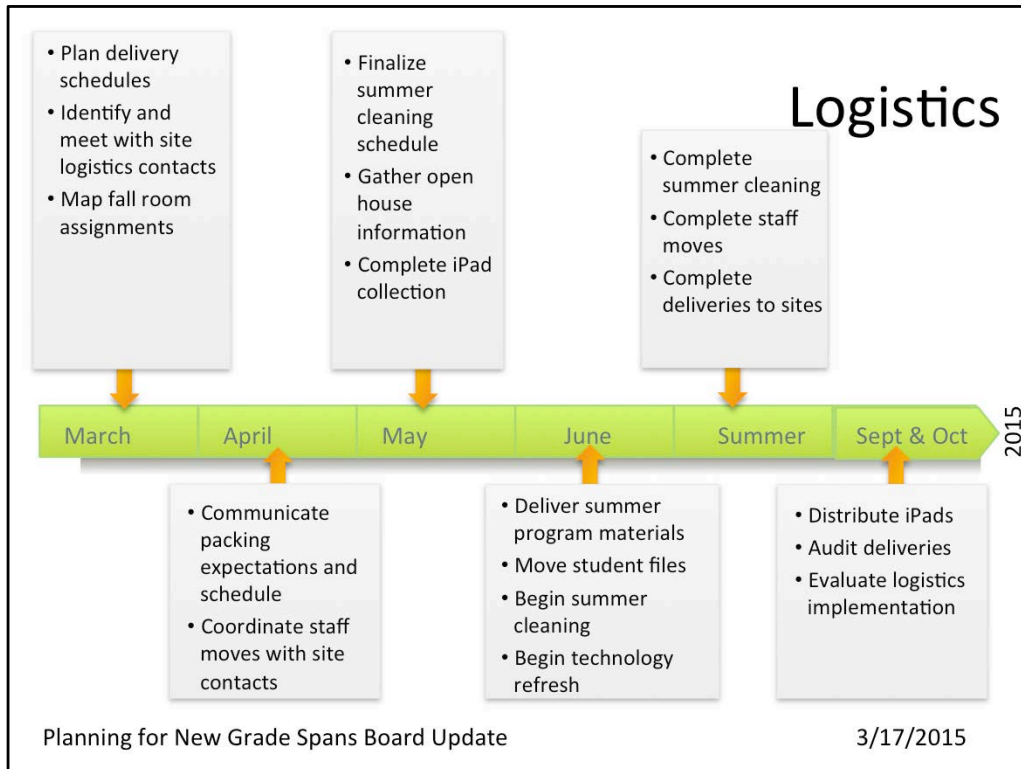 Logistics
• Plan delivery
schedules
• Identify and
meet with site
logistics contacts
• Map fall room
assignments
• Finalize
summer
cleaning
schedule
• Gather open
house
information
• Complete iPad
collection
• Complete
summer cleaning
• Complete staff
moves
• Complete
deliveries to sites
March
April
May
June
Summer
Sept & Oct
2015
• Communicate
packing
expectations and
schedule
• Coordinate staff
moves with site
contacts
• Deliver summer
program materials
• Move student files
• Begin summer
cleaning
• Begin technology
refresh
• Distribute iPads
• Audit deliveries
• Evaluate logistics
implementation
Planning for New Grade Spans Board Update
3/17/2015